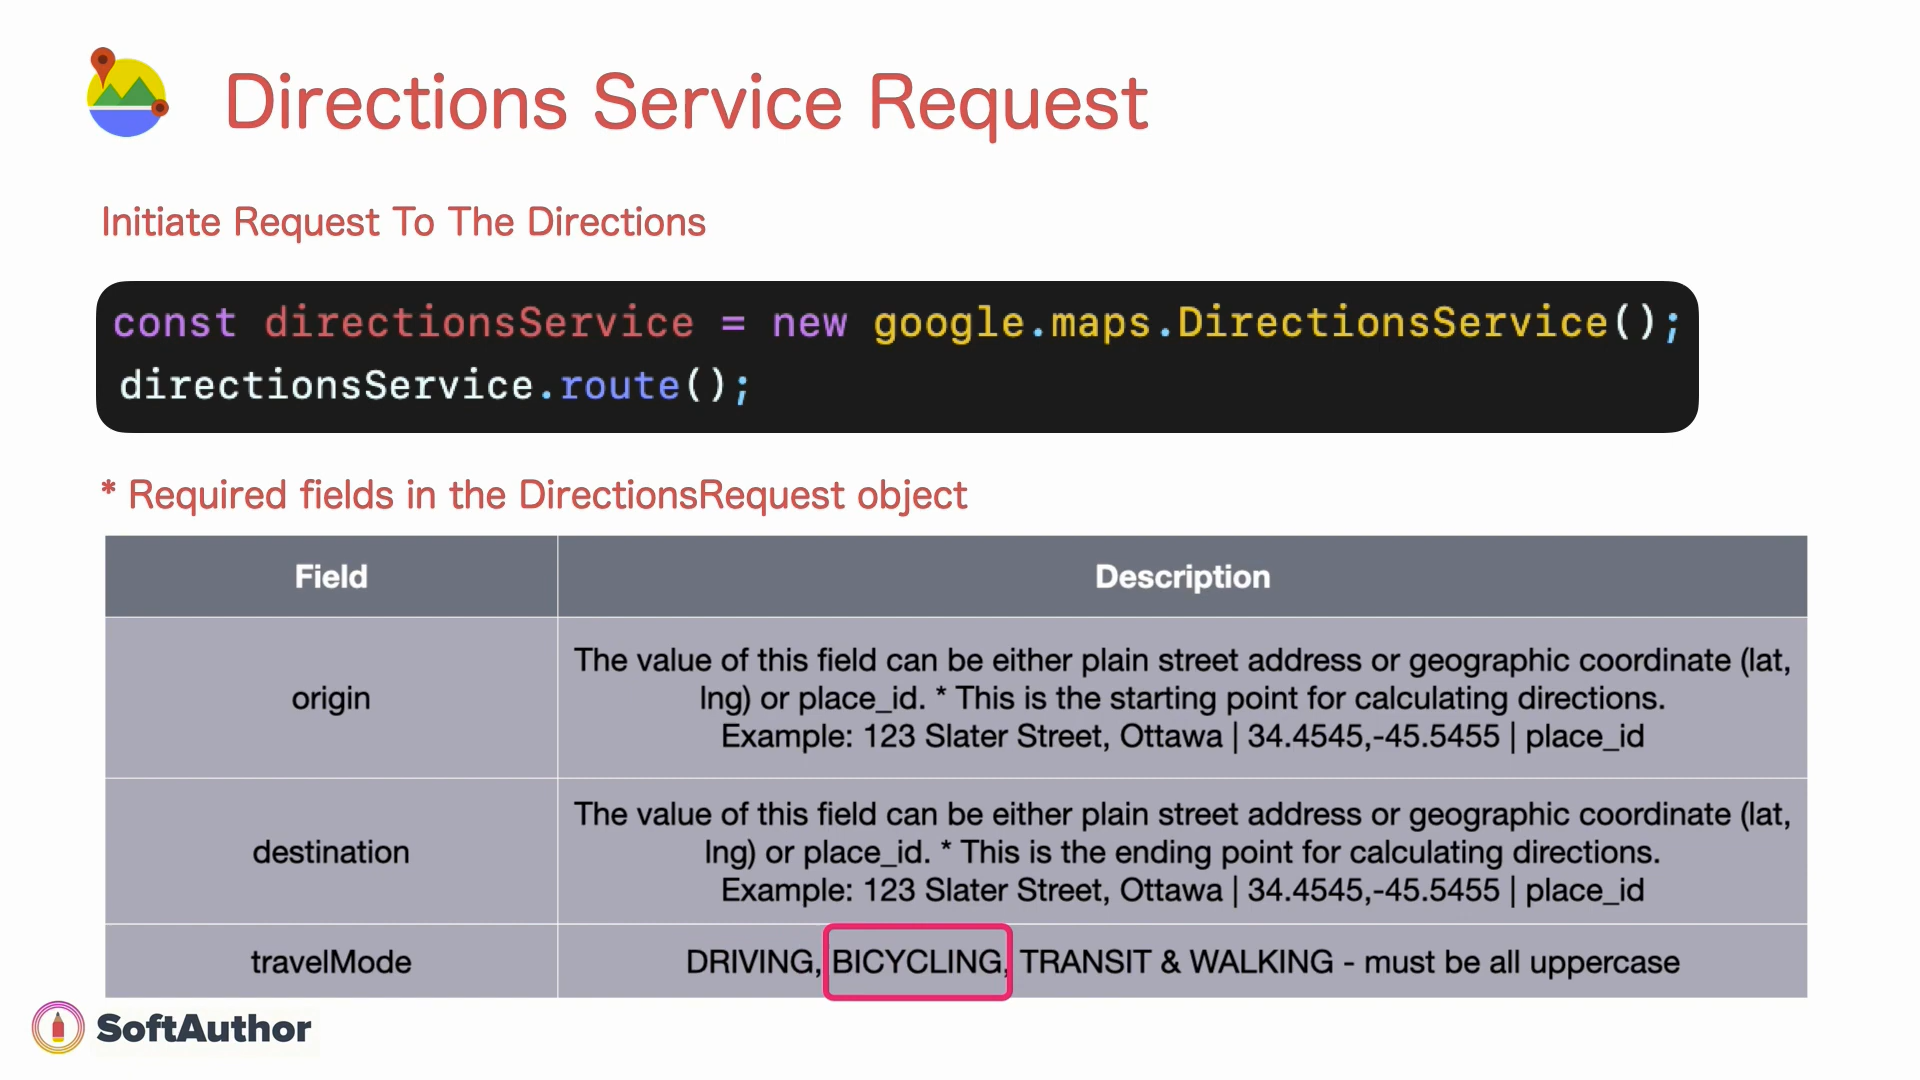 Directions Service Request
Initiate Request To The Directions
const directionsService = new google.maps.DirectionsService();
directionsService.route();
* Required fields in the DirectionsRequest object
Field
Description
origin
The value of this field can be either plain street address or geographic coordinate (lat,
lng) or place_id. * This is the starting point for calculating directions.
Example: 123 Slater Street, Ottawa | 34.4545,-45.5455 | place_id
destination
The value of this field can be either plain street address or geographic coordinate (lat,
lng) or place_id. * This is the ending point for calculating directions.
Example: 123 Slater Street, Ottawa | 34.4545,-45.5455 | place_id
travelMode
DRIVING, BICYCLING, TRANSIT & WALKING - must be all uppercase
SoftAuthor